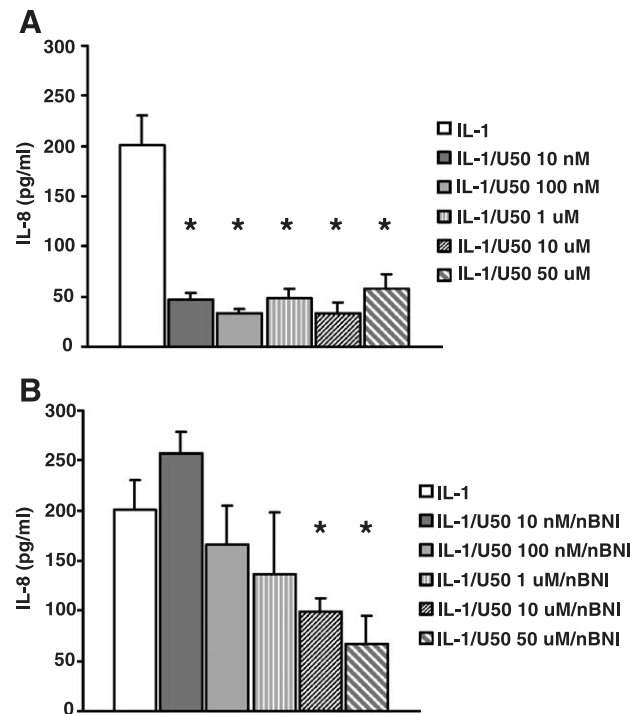 A
300
250
200
150
100
50
0
IL-8 (pg/ml)
* * * * *
IL-1
IL-1/U50 10 nM
IL-1/U50 100 nM
IL-1/U50 1 uM
IL-1/U50 10 uM
IL-1/U50 50 uM
B
300
250
200
150
100
50
0
IL-8 (pg/ml)
* *
IL-1
IL-1/U50 10 nM/nBNI
IL-1/U50 100 nM/nBNI
IL-1/U50 1 uM/nBNI
IL-1/U50 10 uM/nBNI
IL-1/U50 50 uM/nBNI